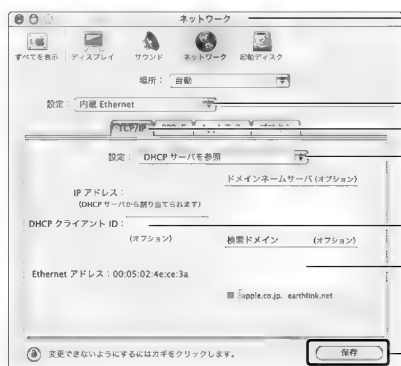 ネットワーク
すべてを表示 ディスプレイ サウンド ネットワーク 起動ディスク
場所： 自動
設定： 内蔵 Ethernet
TCP/IP
設定： DHCP サーバを参照
ドメインネームサーバ (オプション)
IP アドレス：
(DHCP サーバから割り当てられます)
DHCP クライアント ID：
(オプション) 検索ドメイン (オプション)
Ethernet アドレス：00:05:02:4e:ce:3a
apple.co.jp, earthlink.net
変更できないようにするにはカギをクリックします。
保存